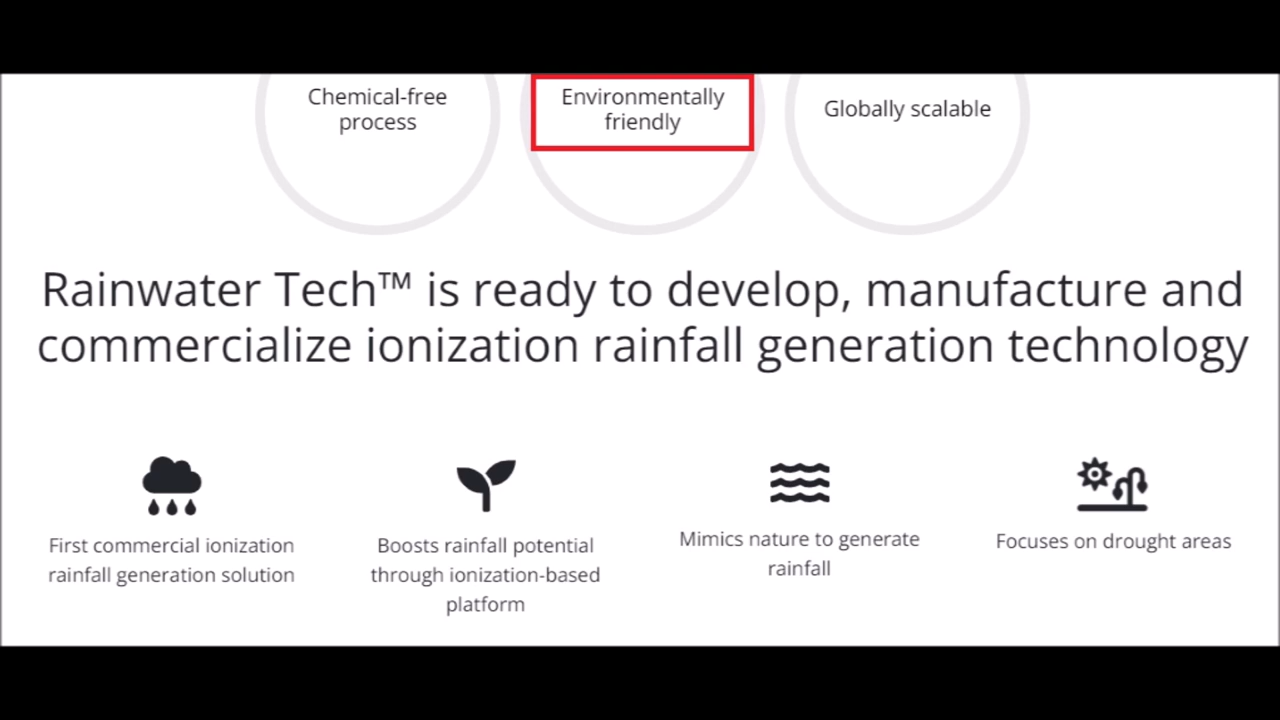 Chemical-free
process
Environmentally
friendly
Globally scalable
Rainwater Tech™ is ready to develop, manufacture and
commercialize ionization rainfall generation technology
First commercial ionization
rainfall generation solution
Boosts rainfall potential
through ionization-based
platform
Mimics nature to generate
rainfall
Focuses on drought areas